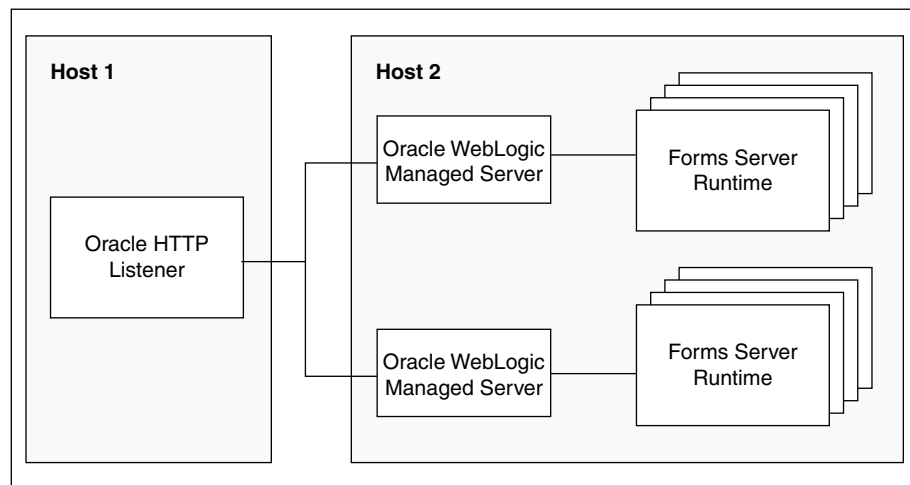 Host 1
Oracle HTTP
Listener
Host 2
Oracle WebLogic
Managed Server
Forms Server
Runtime
Oracle WebLogic
Managed Server
Forms Server
Runtime